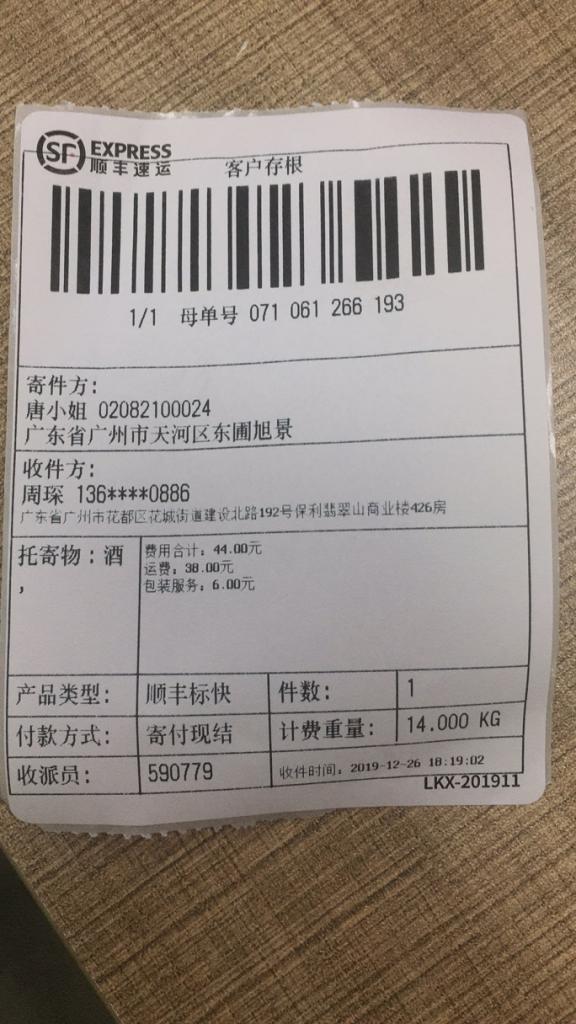 SF EXPRESS
顺丰速运
客户存根
1/1 母单号 071 061 266 193
寄件方:
唐小姐 02082100024
广东省广州市天河区东圃旭景
收件方:
周琛 136****0886
广东省广州市花都区花城街道建设北路192号保利翡翠山商业楼426房
托寄物:酒
,
费用合计: 44.00元
运费: 38.00元
包装服务: 6.00元
产品类型: 顺丰标快 件数: 1
付款方式: 寄付现结 计费重量: 14.000 KG
收派员: 590779 收件时间: 2019-12-26 18:19:02
LKX-201911